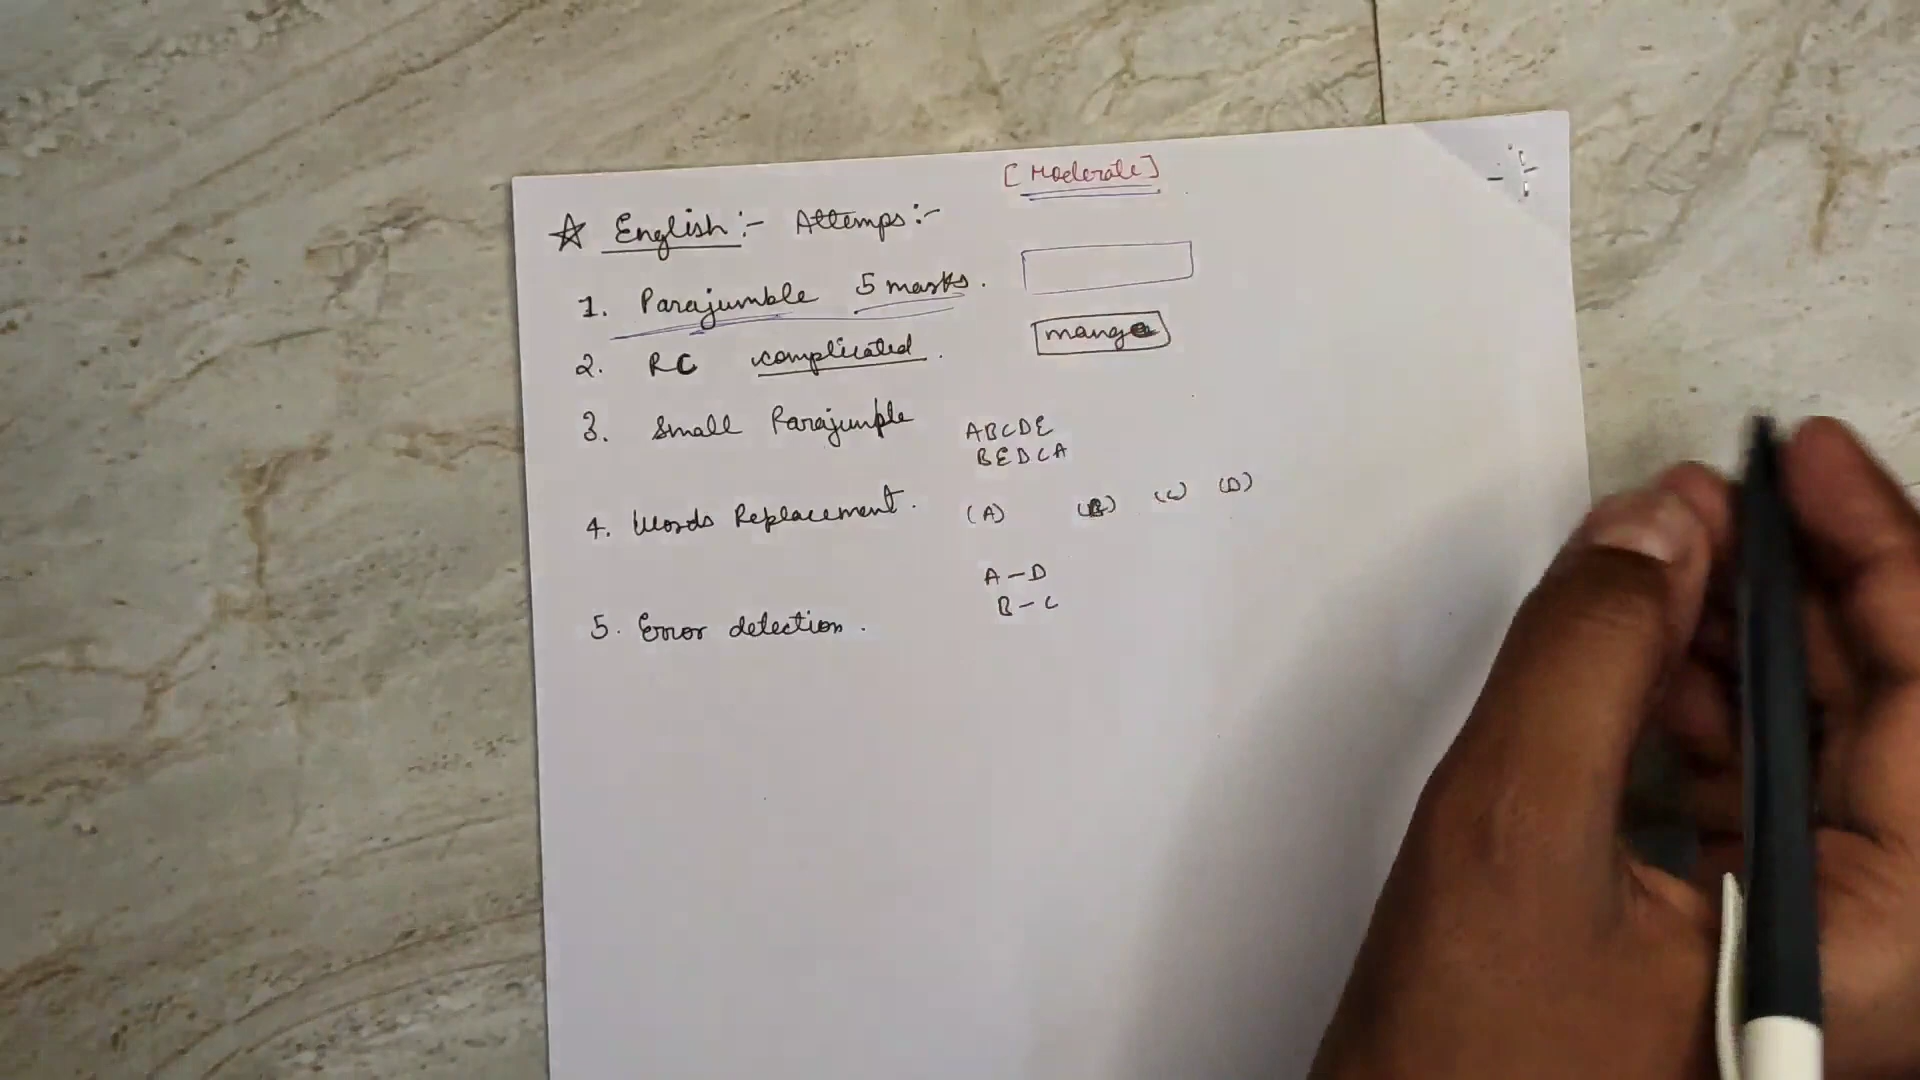 [Moderate]
☆ English:- Attemps:-
1. Parajumble 5 marks.
2. RC complicated.
mango
3. Small Parajumple
ABCDE
BEDCA
4. Words Replacement. (A) (B) (C) (D)
A-D
B-C
5. Error detection.